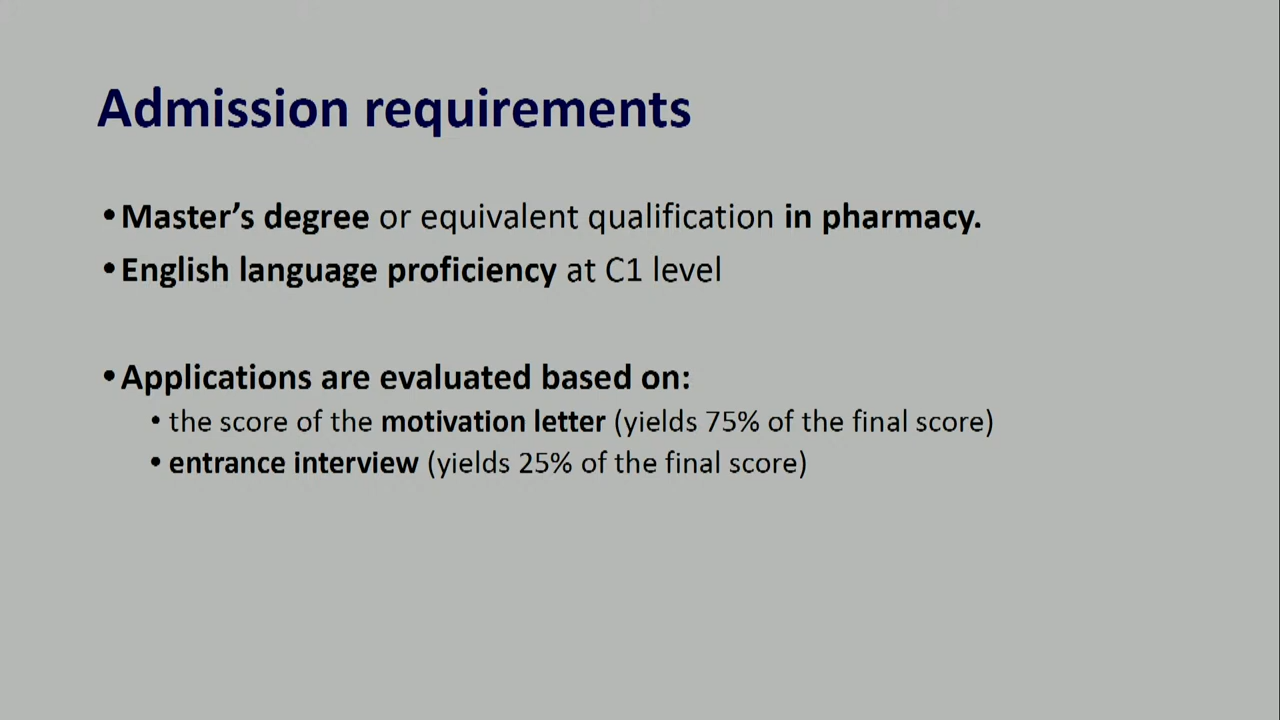 Admission requirements
•Master’s degree or equivalent qualification in pharmacy.
•English language proficiency at C1 level
•Applications are evaluated based on:
•the score of the motivation letter (yields 75% of the final score)
•entrance interview (yields 25% of the final score)